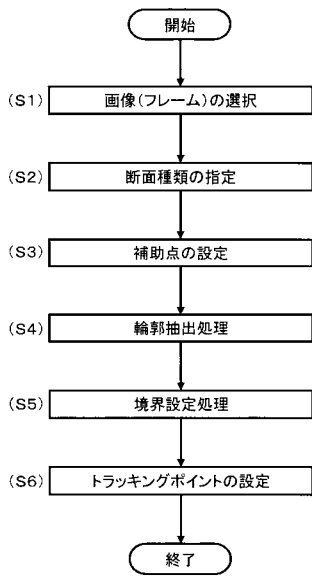 開始
(S1) 画像(フレーム)の選択
(S2) 断面種類の指定
(S3) 補助点の設定
(S4) 輪郭抽出処理
(S5) 境界設定処理
(S6) トラッキングポイントの設定
終了